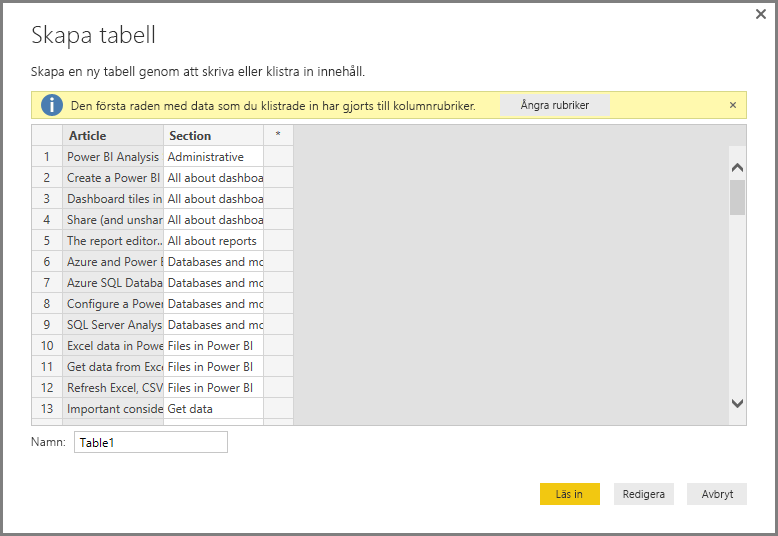 Skapa tabell
Skapa en ny tabell genom att skriva eller klistra in innehåll.
Den första raden med data som du klistrade in har gjorts till kolumnrubriker. Ångra rubriker
Article Section *
1 Power BI Analysis Administrative
2 Create a Power BI All about dashboa
3 Dashboard tiles in All about dashboa
4 Share (and unshar All about dashboa
5 The report editor.. All about reports
6 Azure and Power B Databases and mo
7 Azure SQL Databa Databases and mo
8 Configure a Power Databases and mo
9 SQL Server Analys Databases and mo
10 Excel data in Powe Files in Power BI
11 Get data from Exce Files in Power BI
12 Refresh Excel, CSV Files in Power BI
13 Important conside Get data
Namn: Table1
Läs in Redigera Avbryt